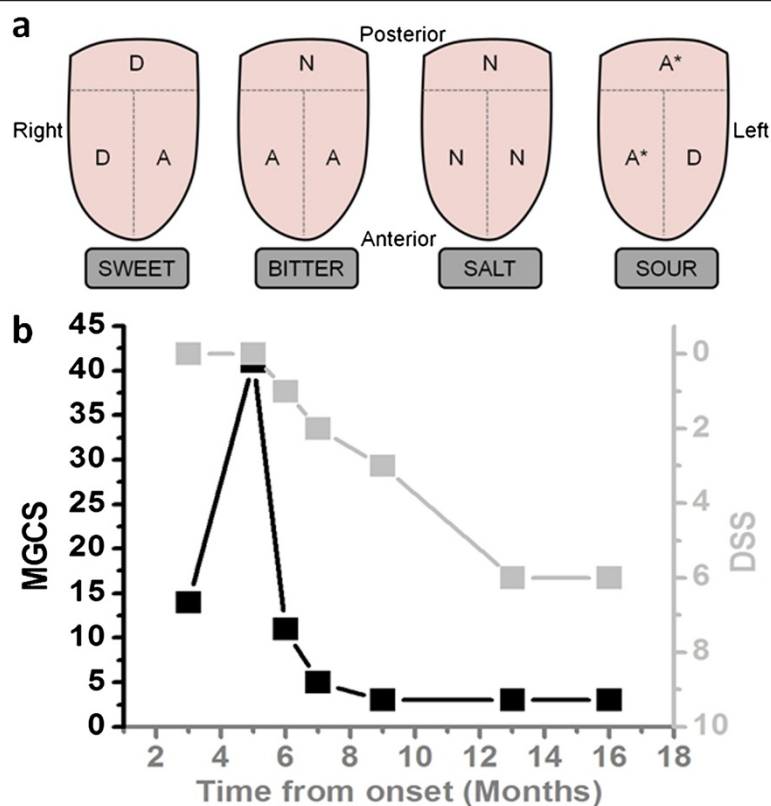 a
Posterior
D N N A*
Right Left
D A A A N N A* D
Anterior
SWEET BITTER SALT SOUR
b
45
40
35
30
25
20
15
10
5
0
MGCS
0
2
4
6
8
10
DSS
2 4 6 8 10 12 14 16 18
Time from onset (Months)